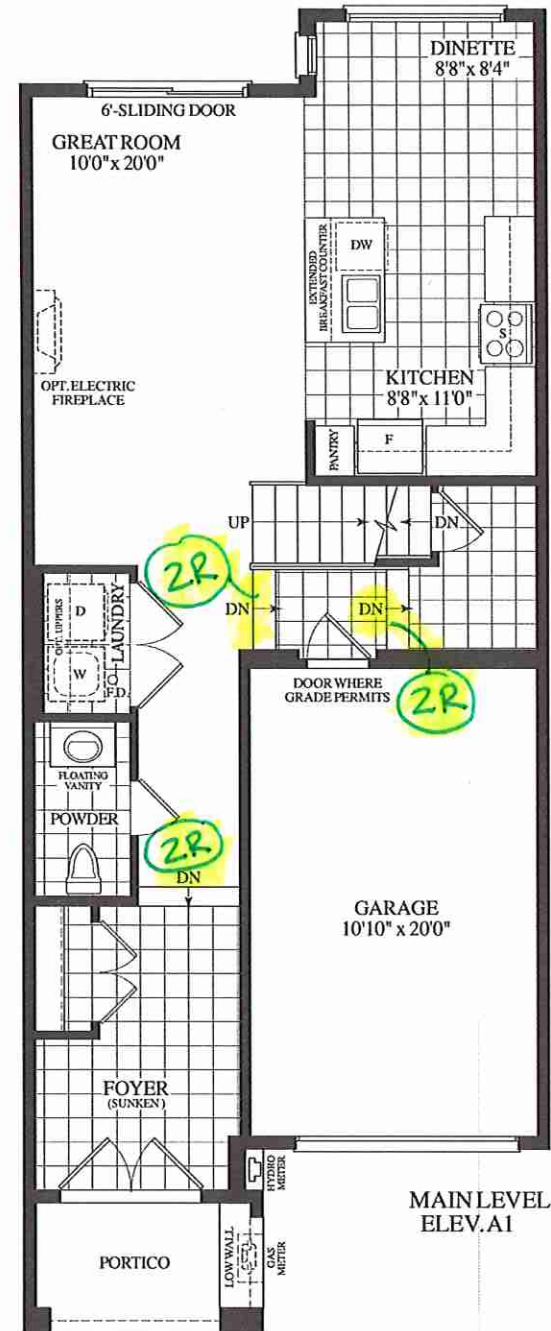 DINETTE
8'8" x 8'4"
6'-SLIDING DOOR
GREAT ROOM
10'0" x 20'0"
EXTENDED
BREAKFAST COUNTER
DW
S
OPT. ELECTRIC
FIREPLACE
KITCHEN
8'8" x 11'0"
PANTRY
F
UP
DN
2R
DN
DN
2R
OPT. UPPERS
D
LAUNDRY
W
F.D.
DOOR WHERE
GRADE PERMITS
FLOATING
VANITY
POWDER
2R
DN
GARAGE
10'10" x 20'0"
FOYER
(SUNKEN)
HYDRO
METER
MAIN LEVEL
ELEV. A1
PORTICO
LOW WALL
GAS
METER